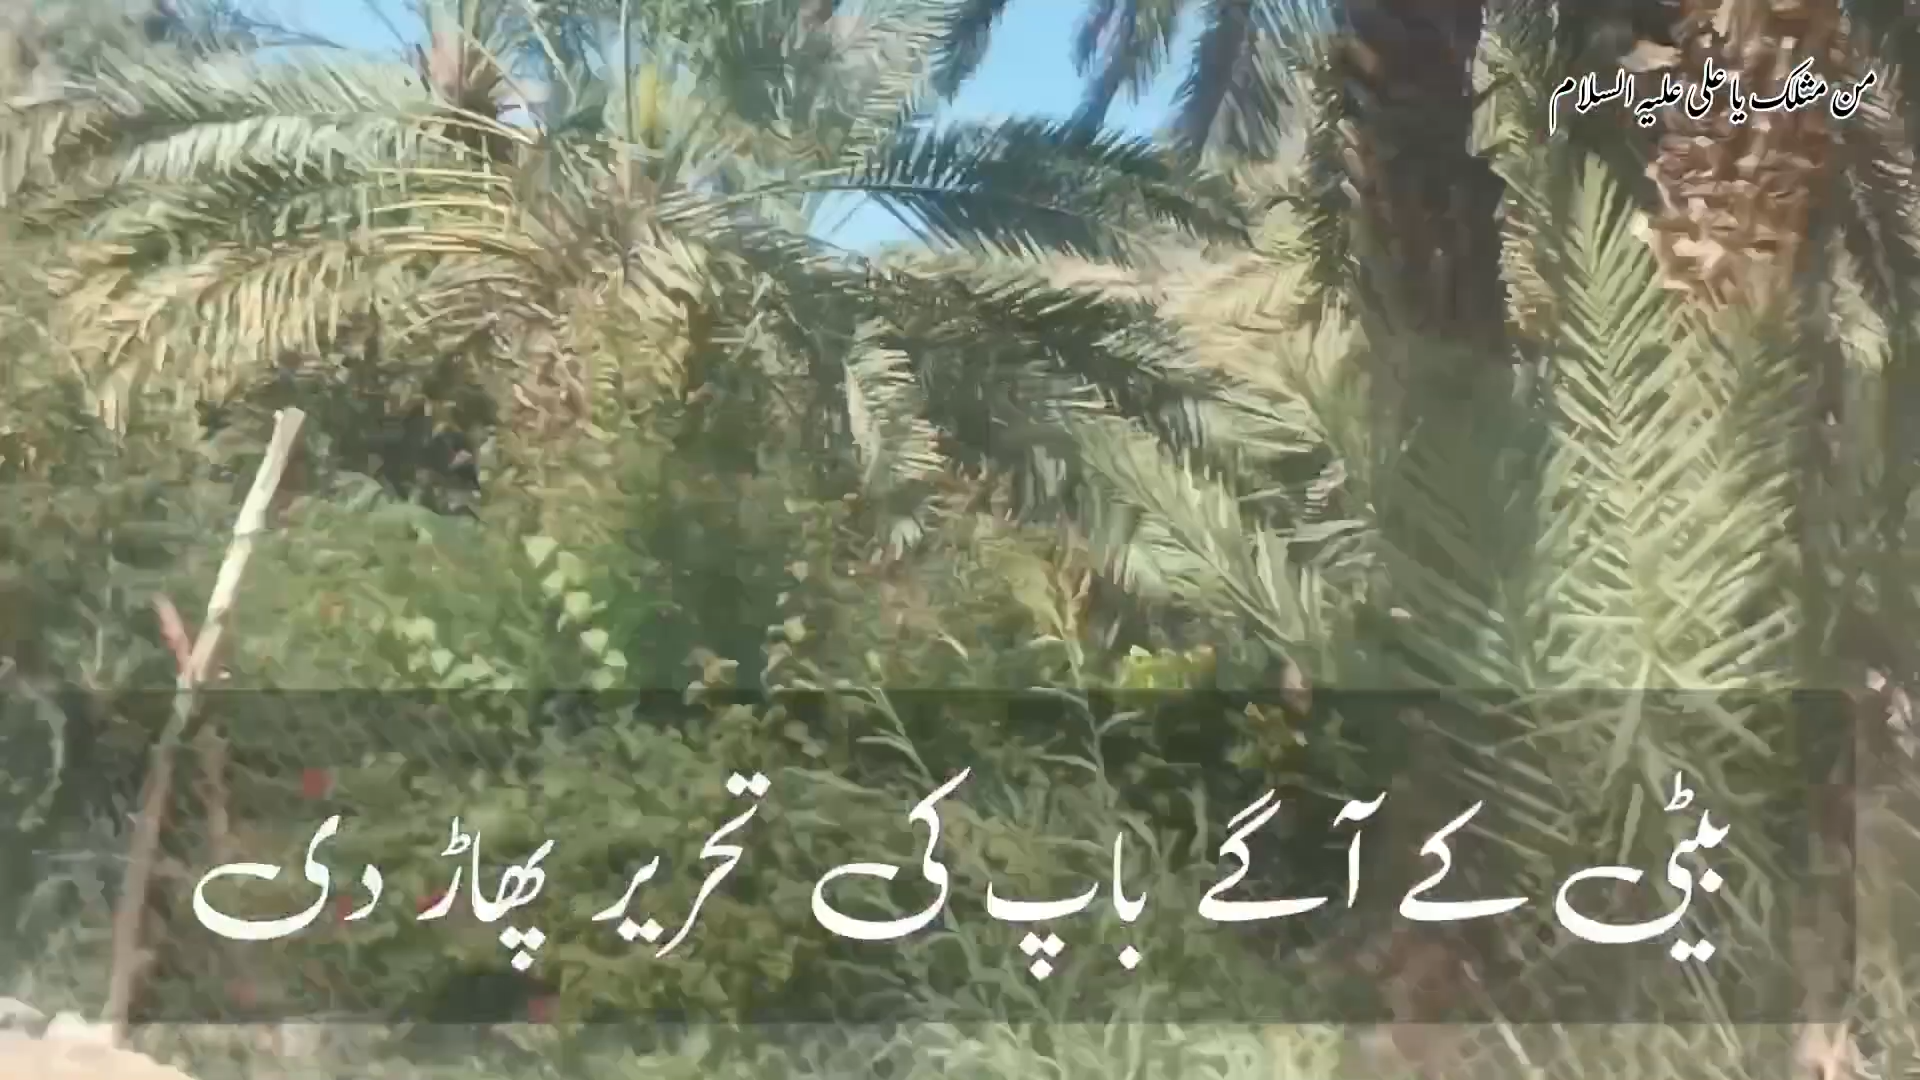 من مثلک یا علی علیہ السلام
بیٹی کے آگے باپ کی تحریر پھاڑ دی